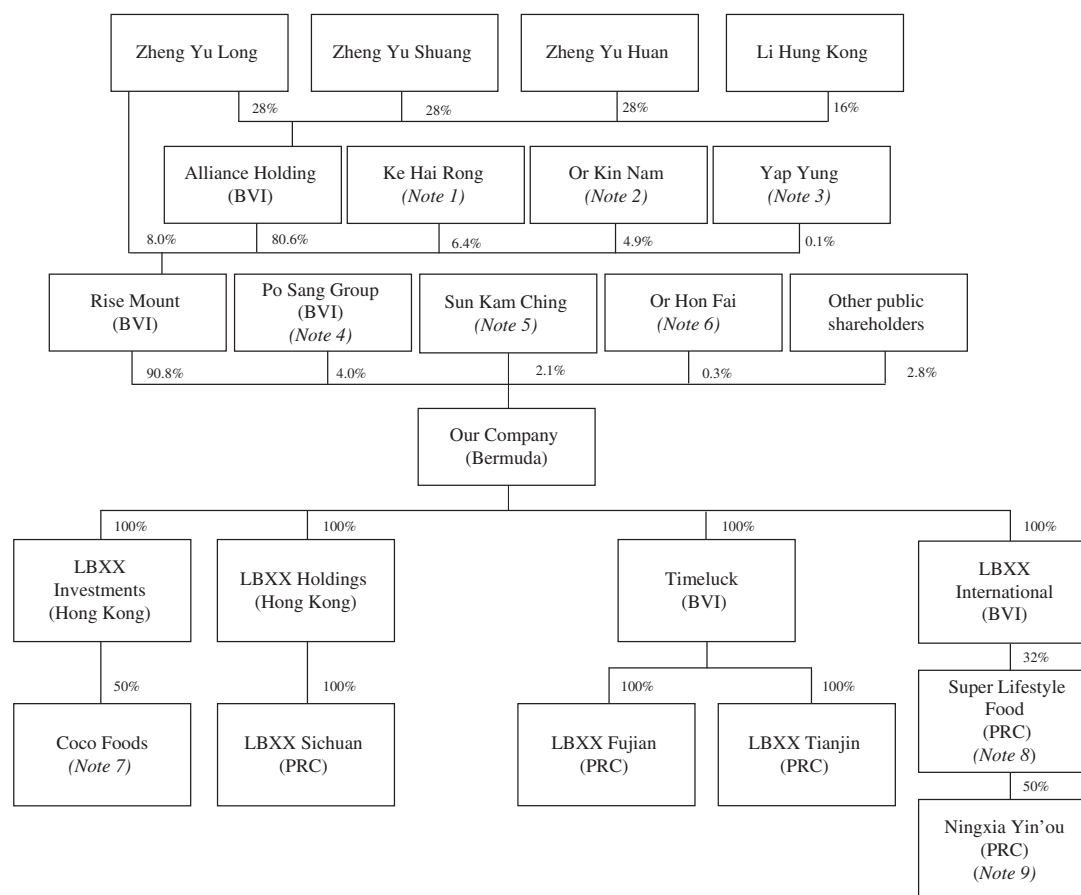 Zheng Yu Long
Zheng Yu Shuang
Zheng Yu Huan
Li Hung Kong
28%
28%
28%
16%
Alliance Holding
(BVI)
Ke Hai Rong
(Note 1)
Or Kin Nam
(Note 2)
Yap Yung
(Note 3)
8.0%
80.6%
6.4%
4.9%
0.1%
Rise Mount
(BVI)
Po Sang Group
(BVI)
(Note 4)
Sun Kam Ching
(Note 5)
Or Hon Fai
(Note 6)
Other public
shareholders
90.8%
4.0%
2.1%
0.3%
2.8%
Our Company
(Bermuda)
100%
100%
100%
100%
LBXX
Investments
(Hong Kong)
LBXX Holdings
(Hong Kong)
Timeluck
(BVI)
LBXX
International
(BVI)
50%
100%
100%
100%
32%
Coco Foods
(Note 7)
LBXX Sichuan
(PRC)
LBXX Fujian
(PRC)
LBXX Tianjin
(PRC)
Super Lifestyle
Food
(PRC)
(Note 8)
50%
Ningxia Yin’ou
(PRC)
(Note 9)